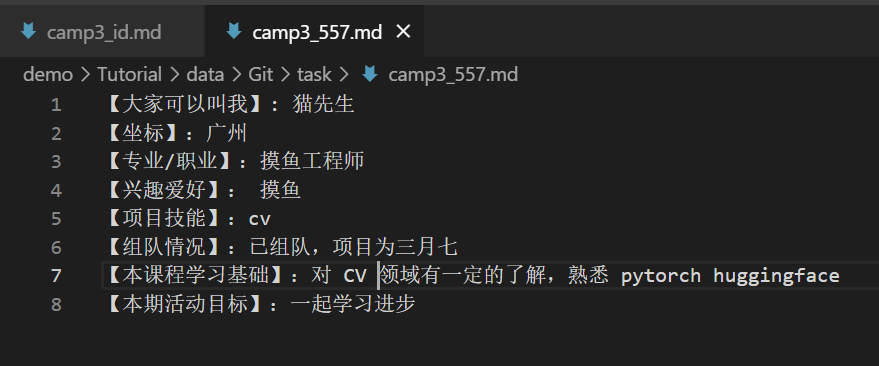 camp3_id.md camp3_557.md
demo > Tutorial > data > Git > task > camp3_557.md
1 【大家可以叫我】: 猫先生
2 【坐标】：广州
3 【专业/职业】：摸鱼工程师
4 【兴趣爱好】： 摸鱼
5 【项目技能】：cv
6 【组队情况】：已组队，项目为三月七
7 【本课程学习基础】：对 CV 领域有一定的了解，熟悉 pytorch huggingface
8 【本期活动目标】：一起学习进步